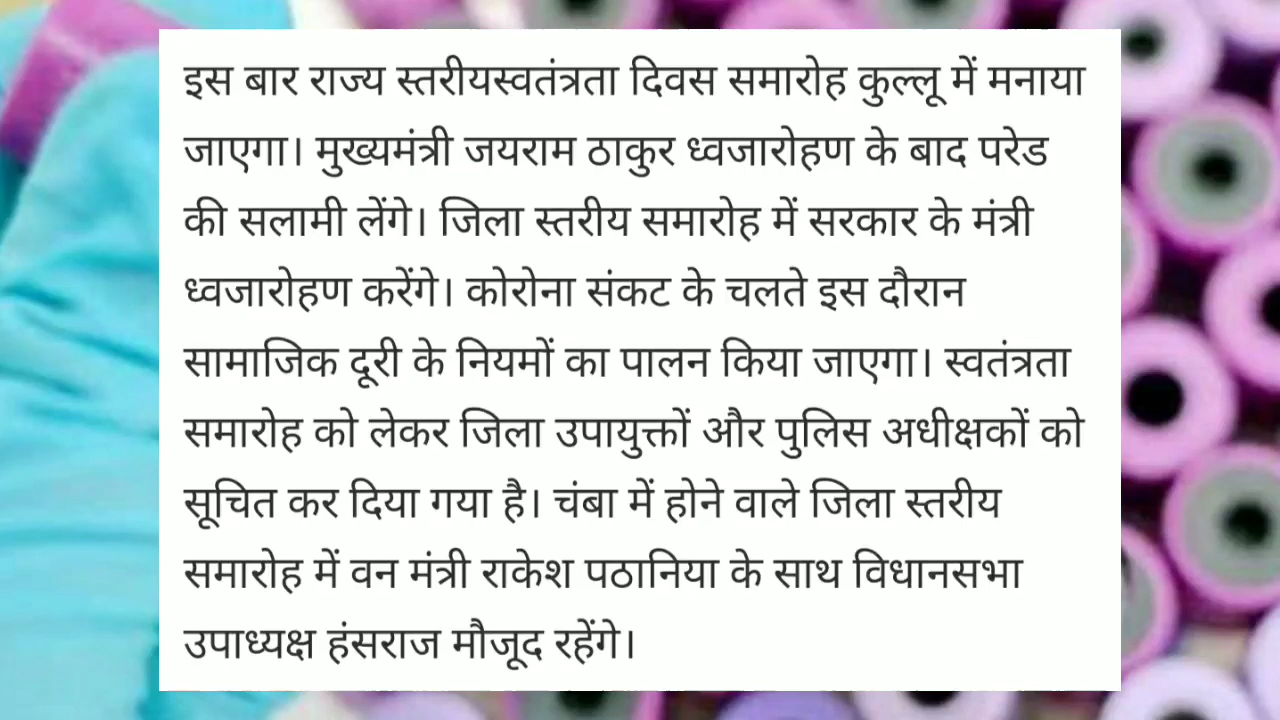 इस बार राज्य स्तरीयस्वतंत्रता दिवस समारोह कुल्लू में मनाया
जाएगा। मुख्यमंत्री जयराम ठाकुर ध्वजारोहण के बाद परेड
की सलामी लेंगे। जिला स्तरीय समारोह में सरकार के मंत्री
ध्वजारोहण करेंगे। कोरोना संकट के चलते इस दौरान
सामाजिक दूरी के नियमों का पालन किया जाएगा। स्वतंत्रता
समारोह को लेकर जिला उपायुक्तों और पुलिस अधीक्षकों को
सूचित कर दिया गया है। चंबा में होने वाले जिला स्तरीय
समारोह में वन मंत्री राकेश पठानिया के साथ विधानसभा
उपाध्यक्ष हंसराज मौजूद रहेंगे।